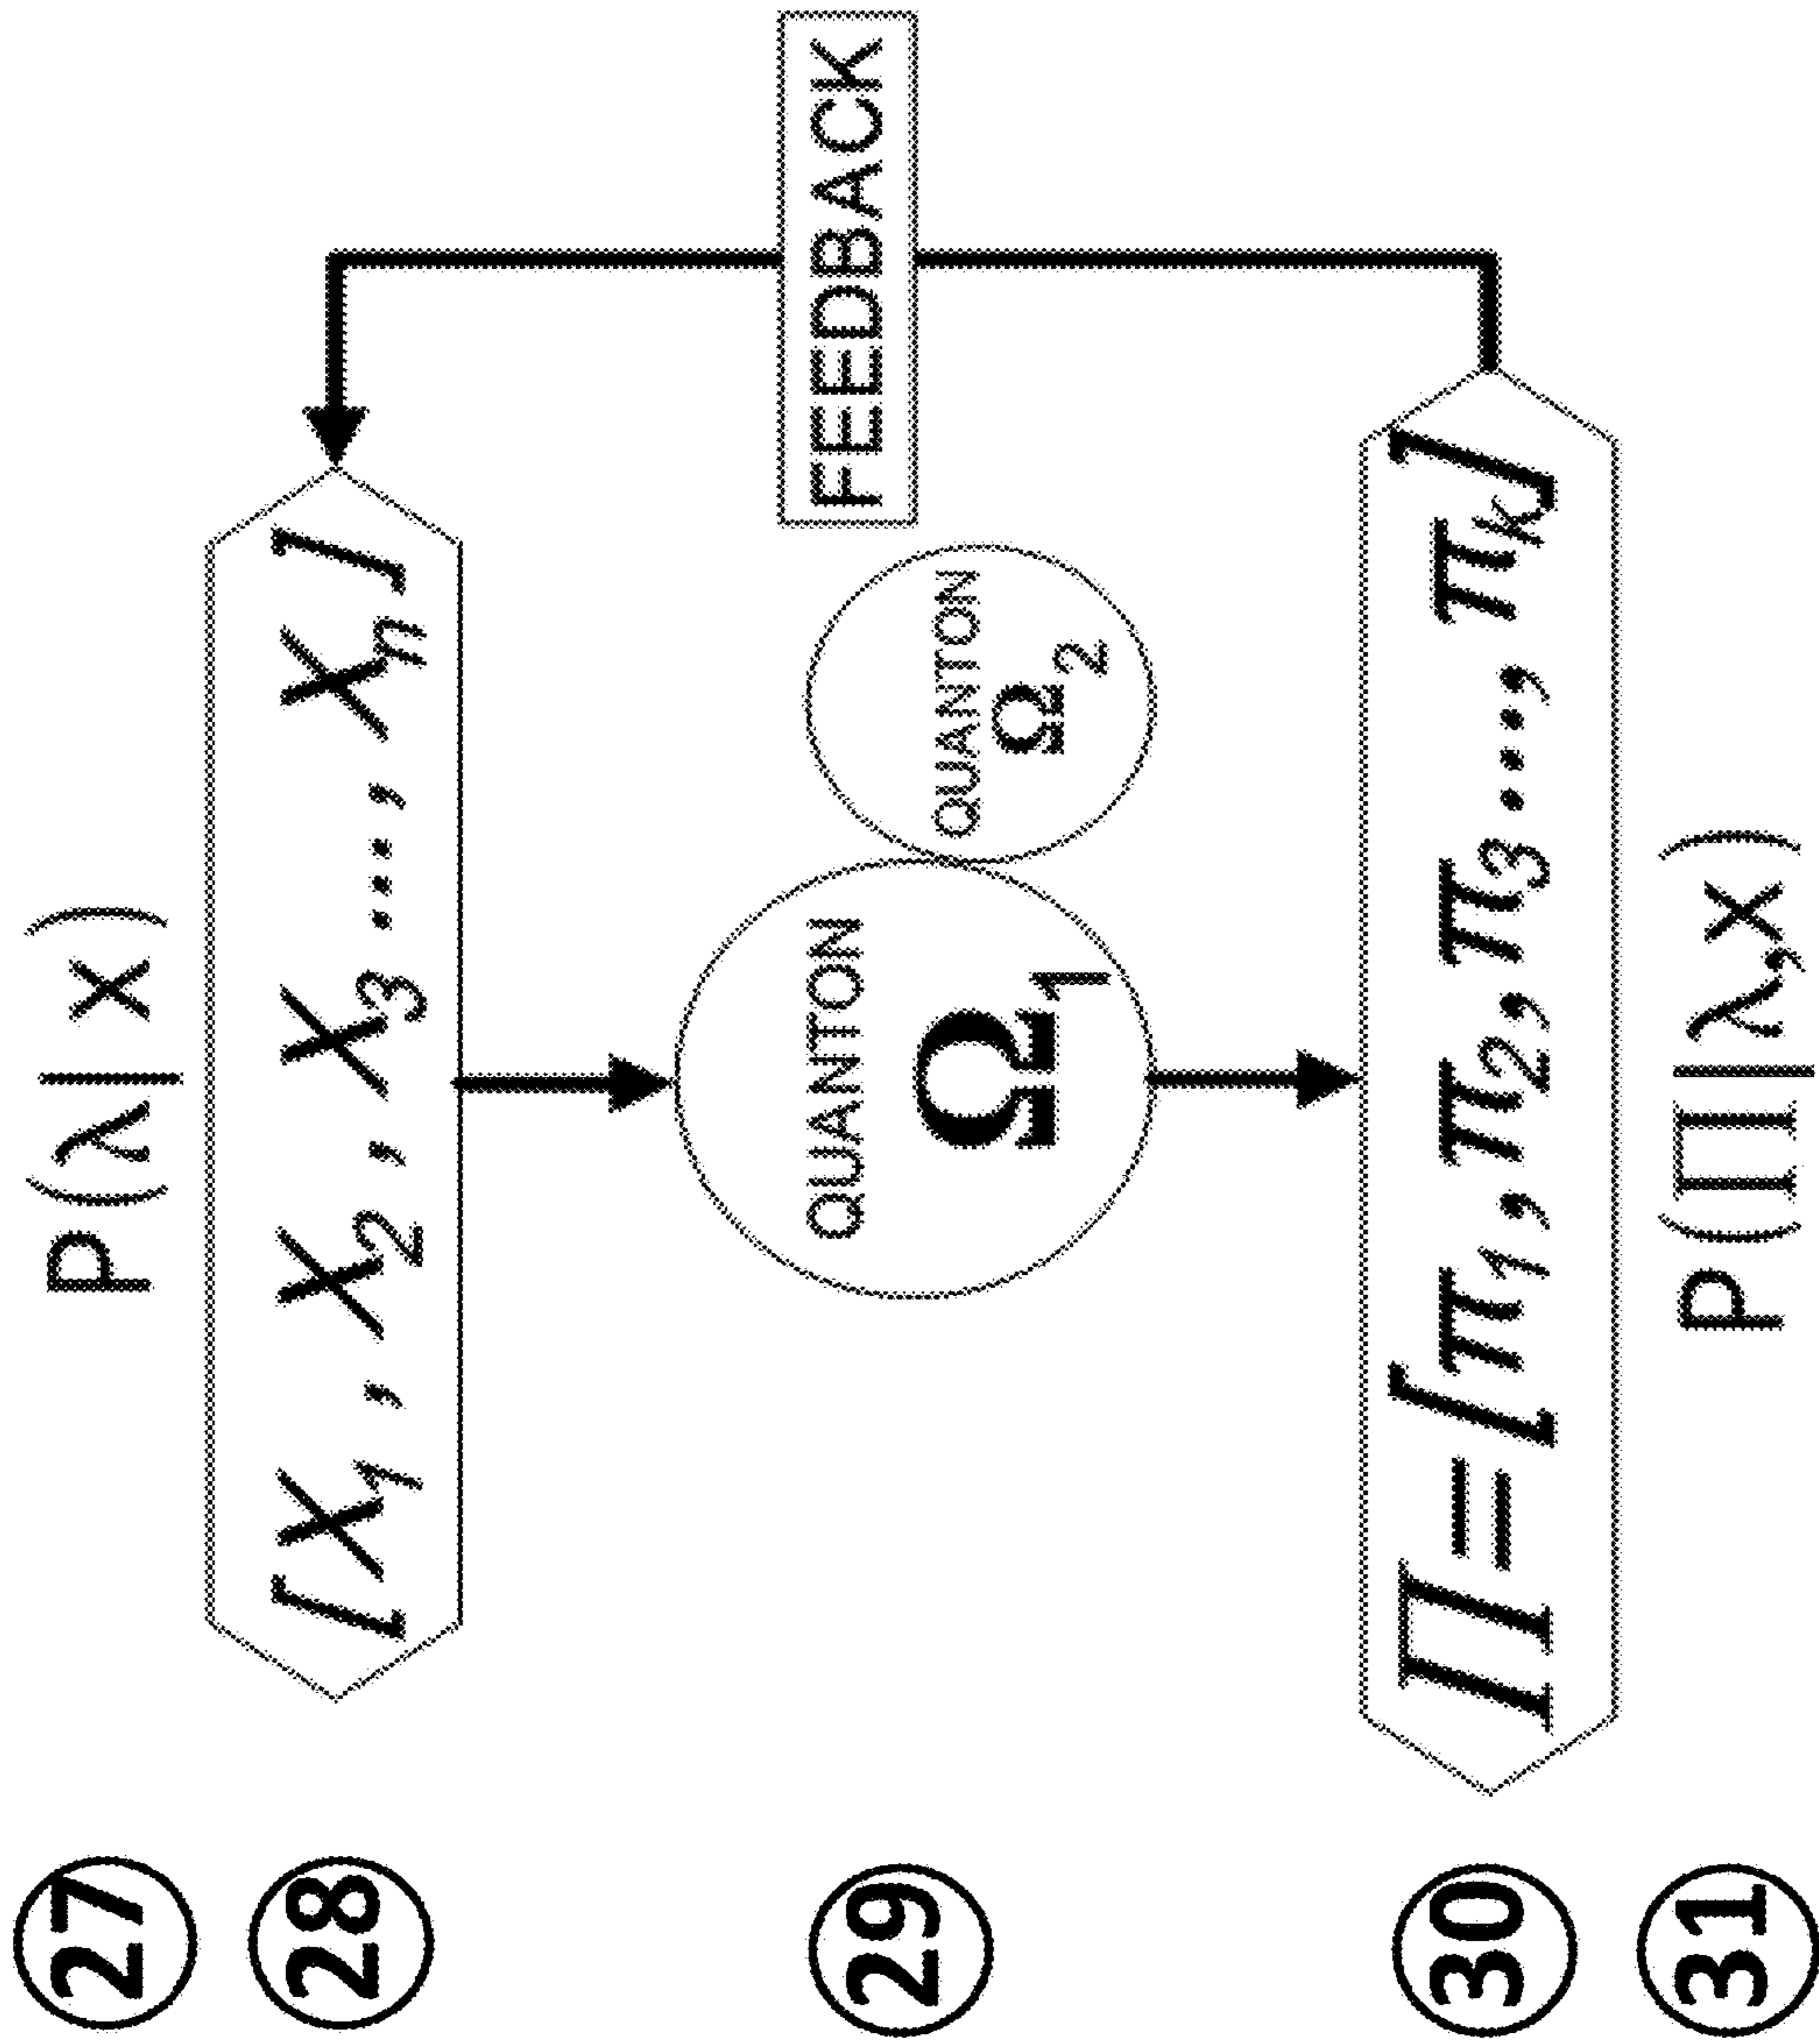 27 P(λ|x)
28 [X₁, X₂, X₃..., Xₙ]
29
QUANTON
Ω₁
QUANTON
Ω₂
FEEDBACK
30 Π=[π₁,π₂,π₃...,πₖ]
31 P(Π|λ,x)